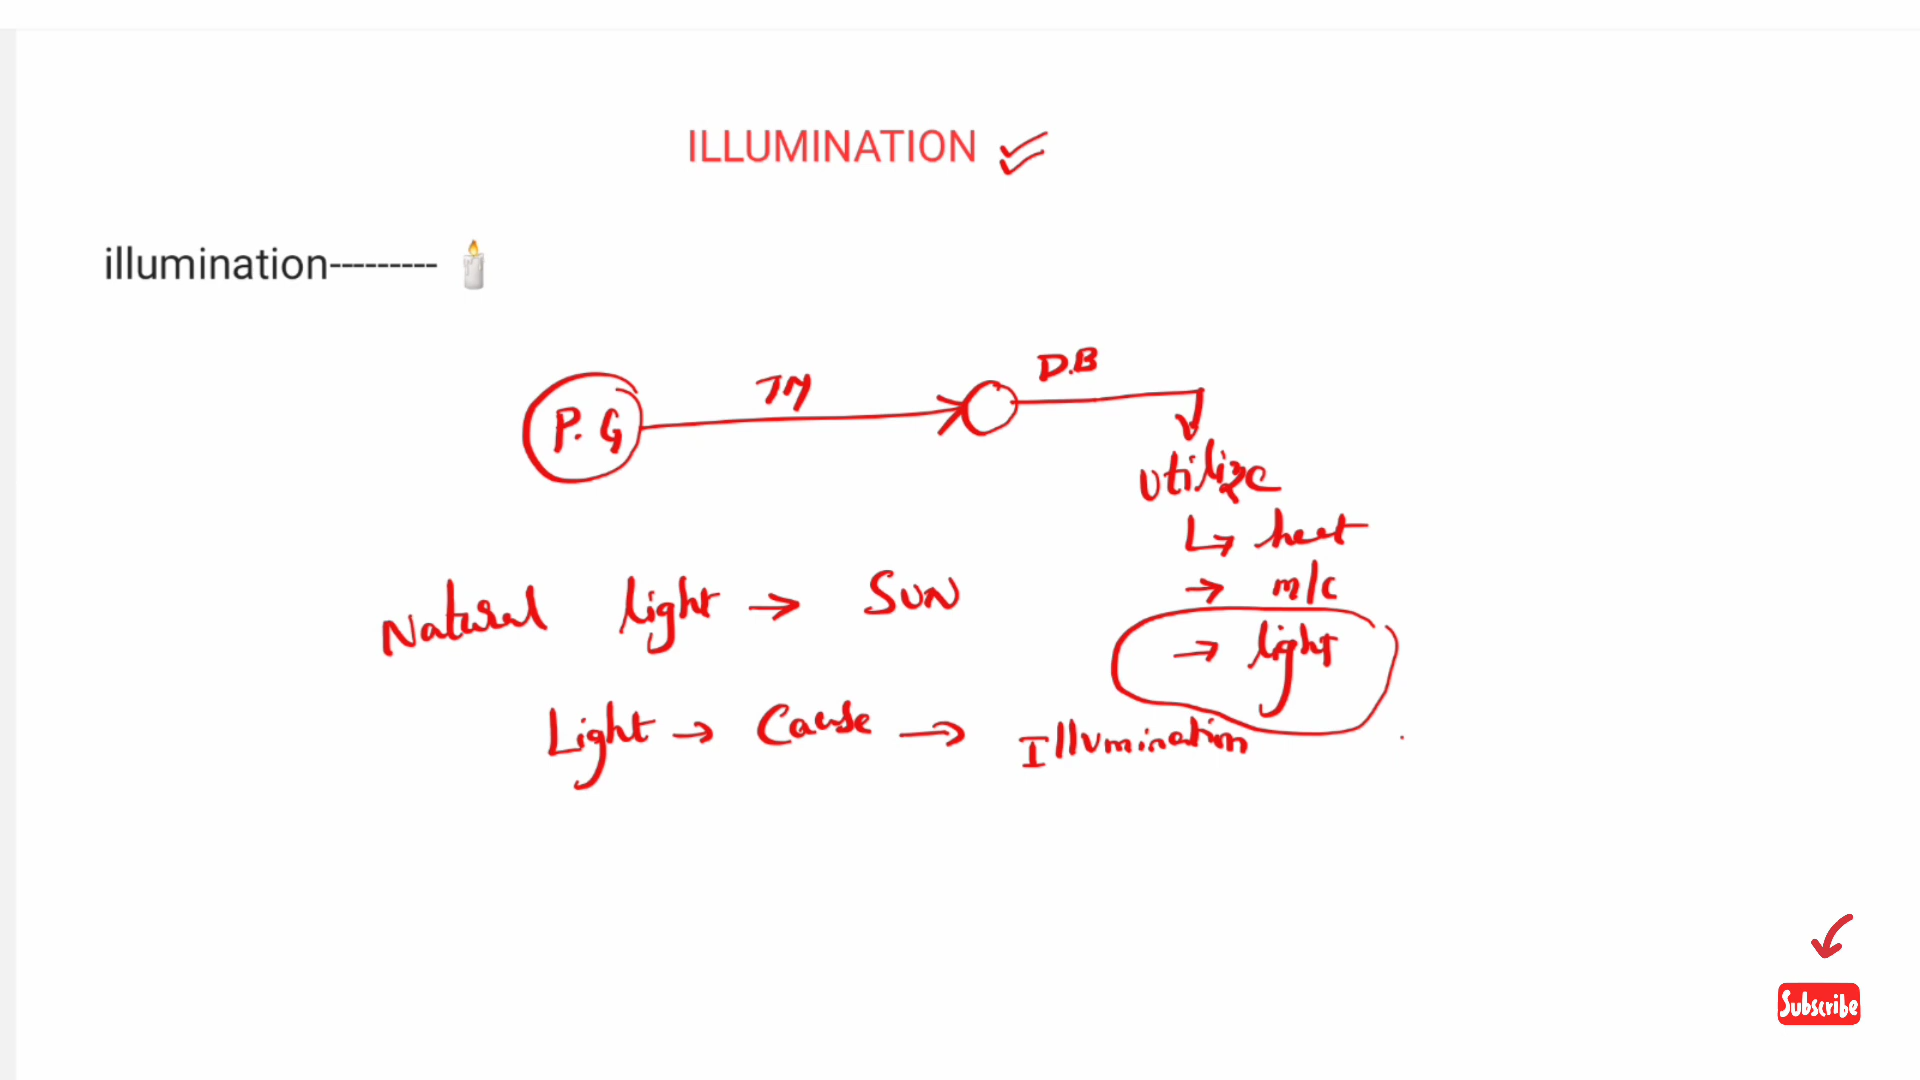 ILLUMINATION
illumination---------
D.B
P.G
utilize
heat
m/c
Natural light → SUN
→ light
Light → Cause → Illumination
Subscribe